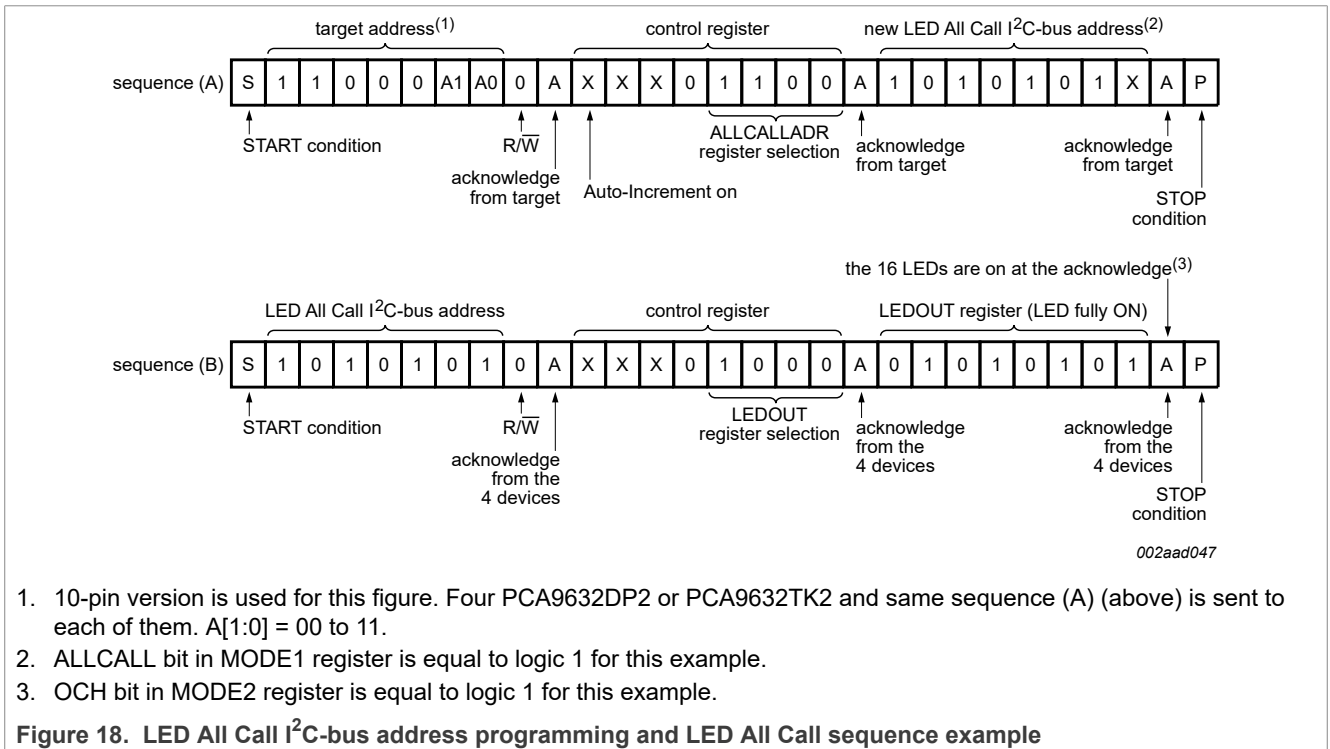 target address(1) control register new LED All Call I2C-bus address(2)
sequence (A) S 1 1 0 0 0 A1 A0 0 A X X X 0 1 1 0 0 A 1 0 1 0 1 0 1 X A P
START condition R/W ALLCALLADR register selection acknowledge from target acknowledge from target
acknowledge from target Auto-Increment on
STOP condition
the 16 LEDs are on at the acknowledge(3)
LED All Call I2C-bus address control register LEDOUT register (LED fully ON)
sequence (B) S 1 0 1 0 1 0 1 0 A X X X 0 1 0 0 0 A 0 1 0 1 0 1 0 1 A P
START condition R/W LEDOUT register selection acknowledge from the 4 devices acknowledge from the 4 devices
acknowledge from the 4 devices
STOP condition
002aad047
1. 10-pin version is used for this figure. Four PCA9632DP2 or PCA9632TK2 and same sequence (A) (above) is sent to
each of them. A[1:0] = 00 to 11.
2. ALLCALL bit in MODE1 register is equal to logic 1 for this example.
3. OCH bit in MODE2 register is equal to logic 1 for this example.
Figure 18. LED All Call I2C-bus address programming and LED All Call sequence example